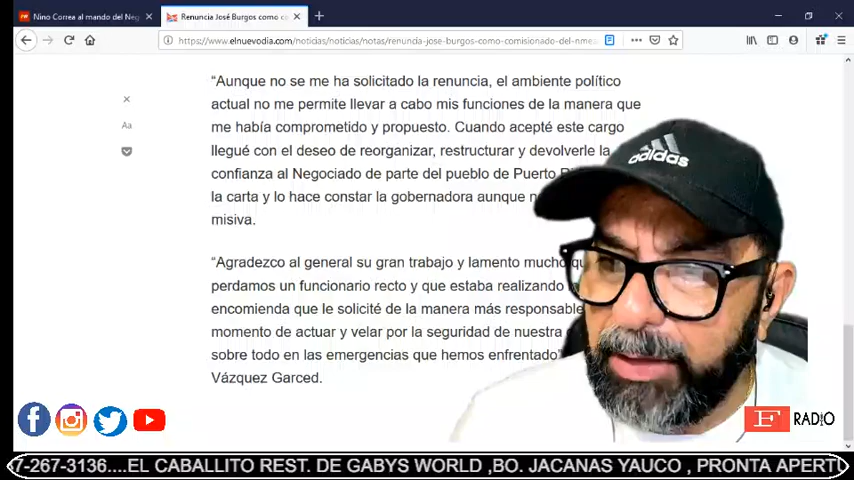 Nino Correa al mando del Neg
Renuncia José Burgos como co
https://www.elnuevodia.com/noticias/noticias/notas/renuncia-jose-burgos-como-comisionado-del-nmea
“Aunque no se me ha solicitado la renuncia, el ambiente político
actual no me permite llevar a cabo mis funciones de la manera que
me había comprometido y propuesto. Cuando acepté este cargo
llegué con el deseo de reorganizar, restructurar y devolverle la
confianza al Negociado de parte del pueblo de Puerto
la carta y lo hace constar la gobernadora aunque
misiva.
“Agradezco al general su gran trabajo y lamento mucho
perdamos un funcionario recto y que estaba realizando
encomienda que le solicité de la manera más responsable
momento de actuar y velar por la seguridad de nuestra
sobre todo en las emergencias que hemos enfrentado”
Vázquez Garced.
Aa
adidas
F RADIO
7-267-3136....EL CABALLITO REST. DE GABYS WORLD ,BO. JACANAS YAUCO , PRONTA APERTU